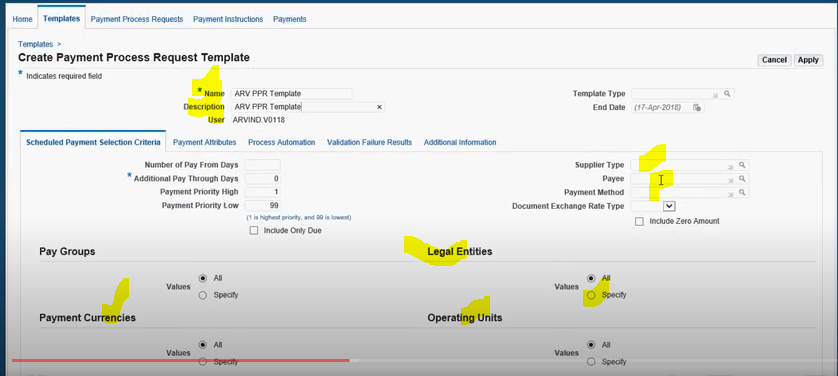 Home Templates Payment Process Requests Payment Instructions Payments
Templates >
Create Payment Process Request Template
Cancel Apply
* Indicates required field
* Name ARV PPR Template
Template Type
Description ARV PPR Template
End Date (17-Apr-2018)
User ARVIND.V0118
Scheduled Payment Selection Criteria Payment Attributes Process Automation Validation Failure Results Additional Information
Number of Pay From Days
Supplier Type
* Additional Pay Through Days 0
Payee
Payment Priority High 1
Payment Method
Payment Priority Low 99
Document Exchange Rate Type
(1 is highest priority, and 99 is lowest)
Include Zero Amount
Include Only Due
Pay Groups
Legal Entities
Values All
Specify
Values All
Specify
Payment Currencies
Operating Units
Values All
Specify
Values All
Specify